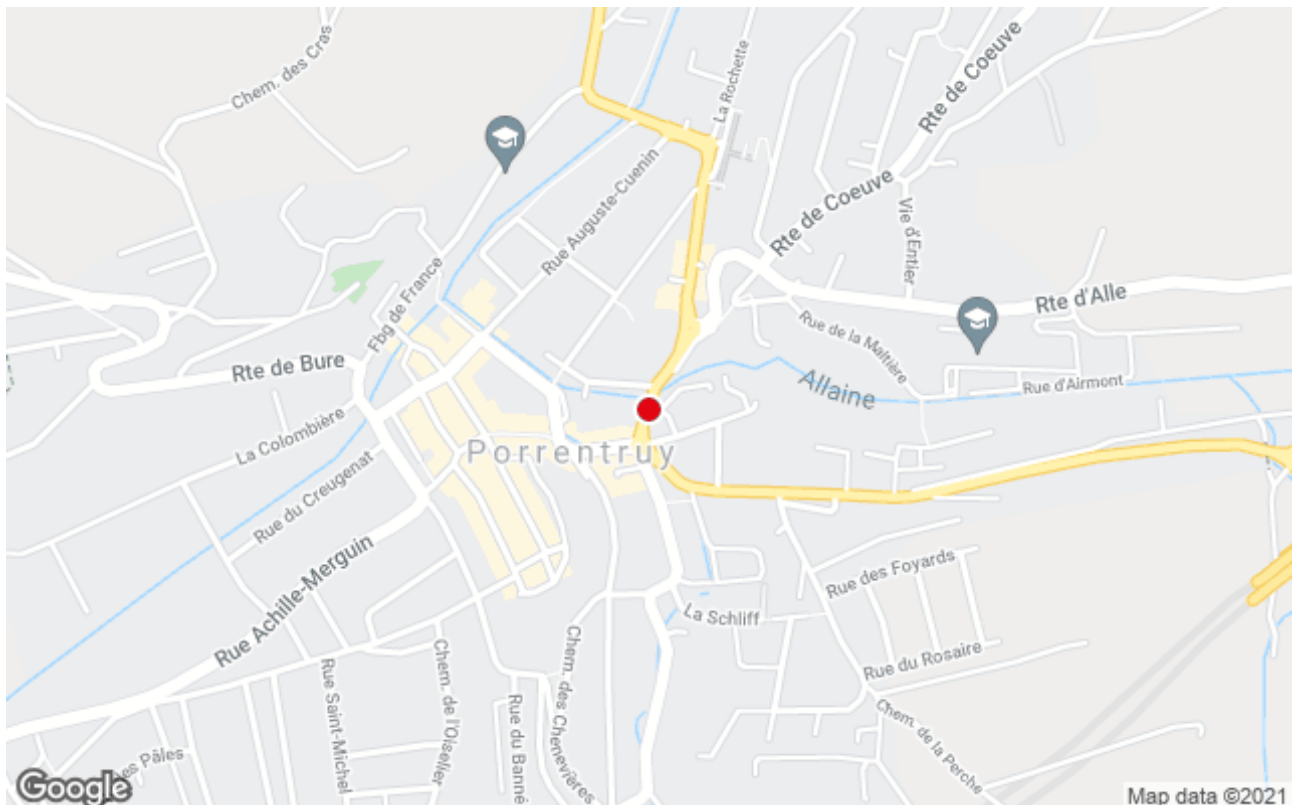 Chem. des Cras
La Rochette
Rte de Coeuve
Rue Auguste-Cuenin
Rte de Coeuve
Vie d'Entier
Fbg de France
Rte d'Alle
Rue de la Maltière
Rte de Bure
Allaine
Rue d'Airmont
La Colombière
Porrentruy
Rue du Creugenat
Rue des Foyards
Rue Achille-Merguin
La Schliff
Rue du Rosaire
Rue Saint-Michel
Chem. de l'Oiselier
Rue du Banné
Chem. des Chenevières
Chem. de la Perche
es Pâles
Google
Map data ©2021